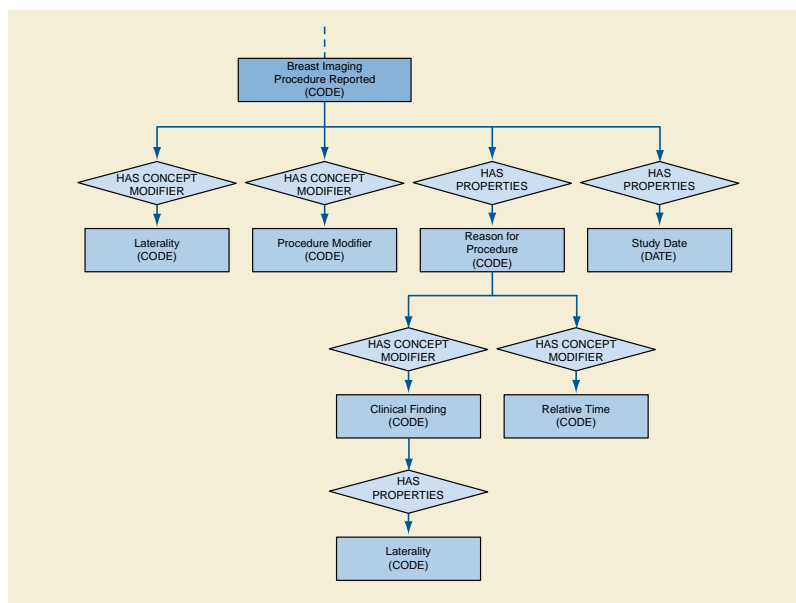 Breast Imaging
Procedure Reported
(CODE)
HAS CONCEPT
MODIFIER
HAS CONCEPT
MODIFIER
HAS
PROPERTIES
HAS
PROPERTIES
Laterality
(CODE)
Procedure Modifier
(CODE)
Reason for
Procedure
(CODE)
Study Date
(DATE)
HAS CONCEPT
MODIFIER
HAS CONCEPT
MODIFIER
Clinical Finding
(CODE)
Relative Time
(CODE)
HAS
PROPERTIES
Laterality
(CODE)